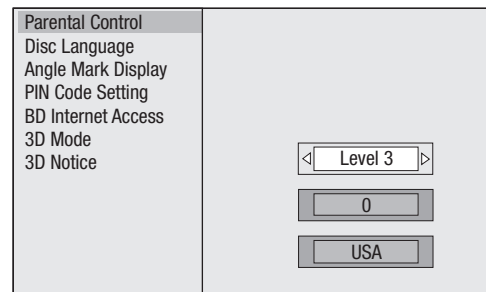 Parental Control
Disc Language
Angle Mark Display
PIN Code Setting
BD Internet Access
3D Mode
3D Notice
Level 3
0
USA